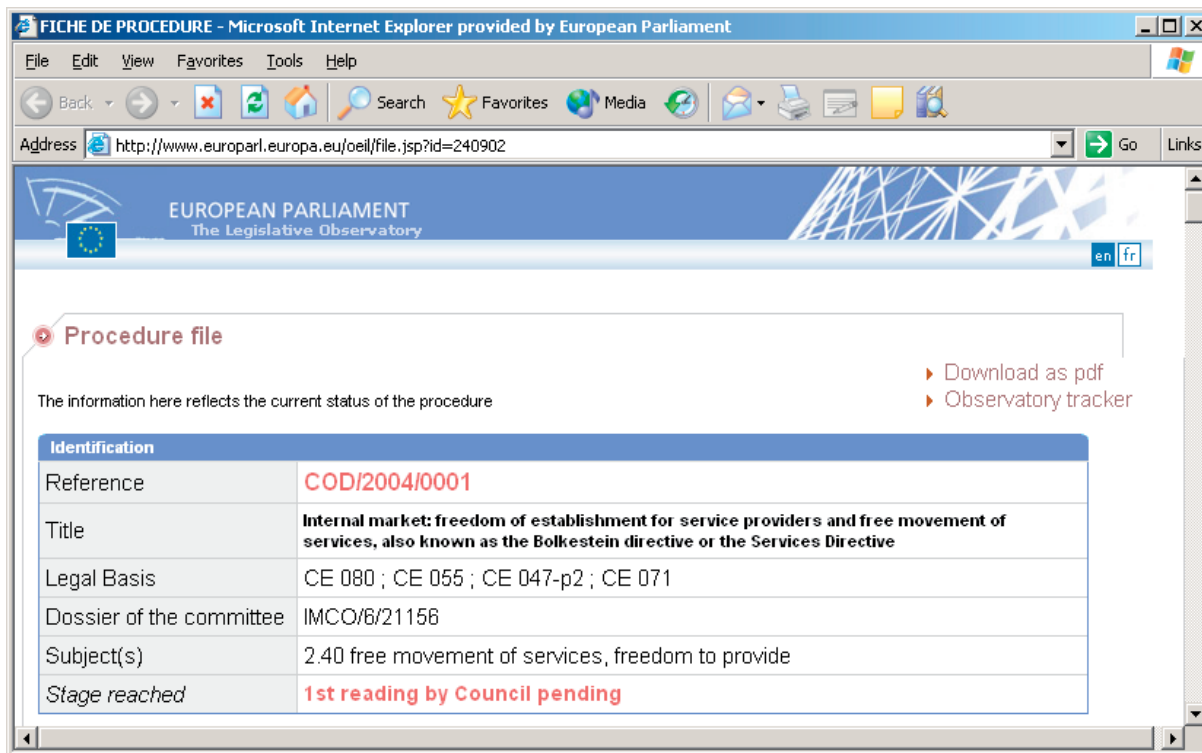 FICHE DE PROCEDURE - Microsoft Internet Explorer provided by European Parliament
File Edit View Favorites Tools Help
Back Search Favorites Media
Address http://www.europarl.europa.eu/oeil/file.jsp?id=240902 Go Links
EUROPEAN PARLIAMENT
The Legislative Observatory
en fr
Procedure file
Download as pdf
Observatory tracker
The information here reflects the current status of the procedure
Identification
Reference COD/2004/0001
Title Internal market: freedom of establishment for service providers and free movement of
services, also known as the Bolkestein directive or the Services Directive
Legal Basis CE 080 ; CE 055 ; CE 047-p2 ; CE 071
Dossier of the committee IMCO/6/21156
Subject(s) 2.40 free movement of services, freedom to provide
Stage reached 1st reading by Council pending